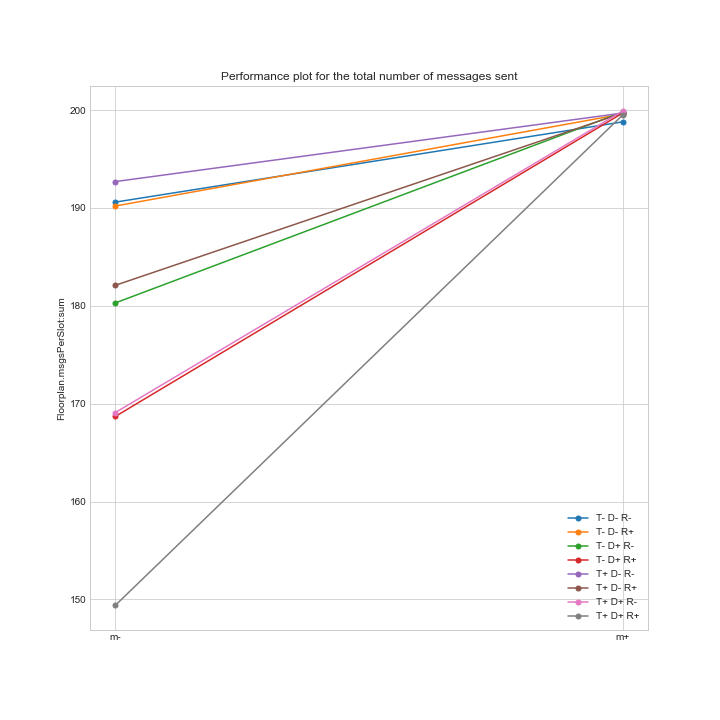 Performance plot for the total number of messages sent
Floorplan.msgsPerSlot:sum
200
190
180
170
160
150
m-
m+
T- D- R-
T- D- R+
T- D+ R-
T- D+ R+
T+ D- R-
T+ D- R+
T+ D+ R-
T+ D+ R+